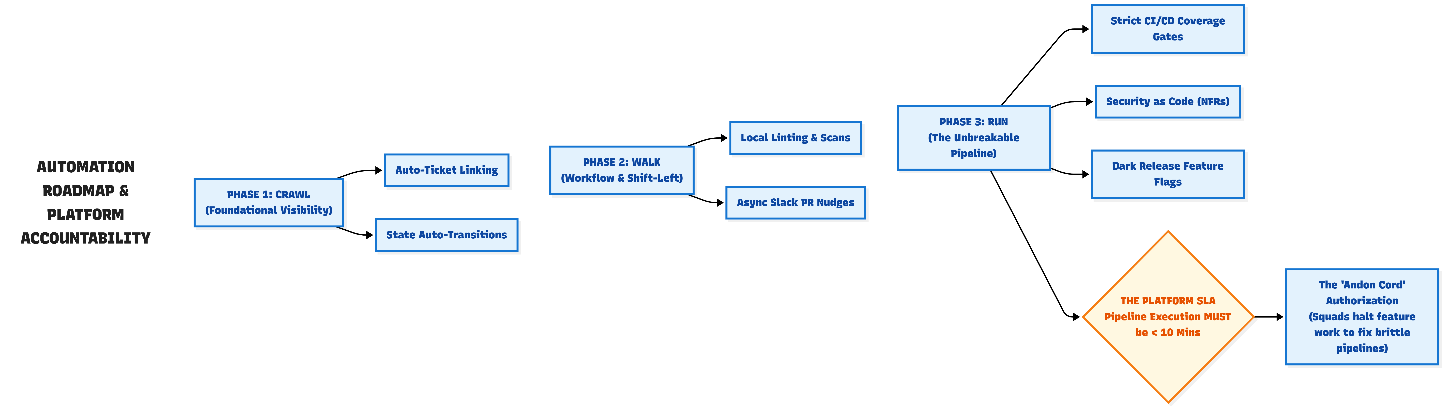 AUTOMATION
ROADMAP &
PLATFORM
ACCOUNTABILITY
PHASE 1: CRAWL
(Foundational Visibility)
Auto-Ticket Linking
State Auto-Transitions
PHASE 2: WALK
(Workflow & Shift-Left)
Local Linting & Scans
Async Slack PR Nudges
PHASE 3: RUN
(The Unbreakable
Pipeline)
Strict CI/CD Coverage
Gates
Security as Code (NFRs)
Dark Release Feature
Flags
THE PLATFORM SLA
Pipeline Execution MUST
be < 10 Mins
The 'Andon Cord'
Authorization
(Squads halt feature
work to fix brittle
pipelines)